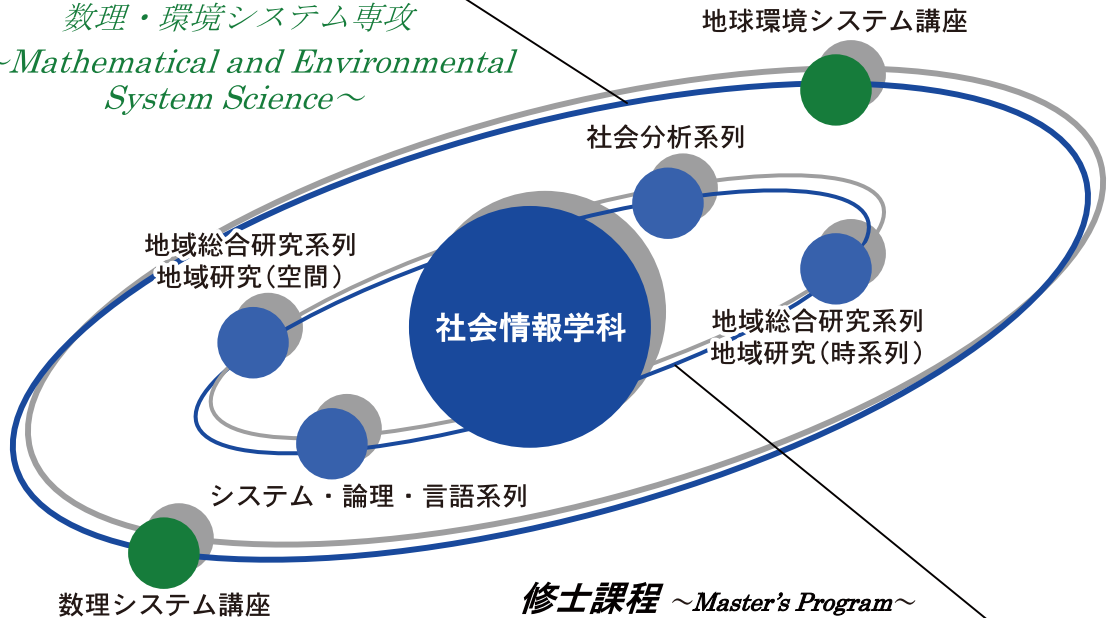 数理・環境システム専攻
~Mathematical and Environmental
System Science~
地球環境システム講座
社会分析系列
地域総合研究系列
地域研究(空間)
社会情報学科
地域総合研究系列
地域研究(時系列)
システム・論理・言語系列
数理システム講座
修士課程 ~Master's Program~